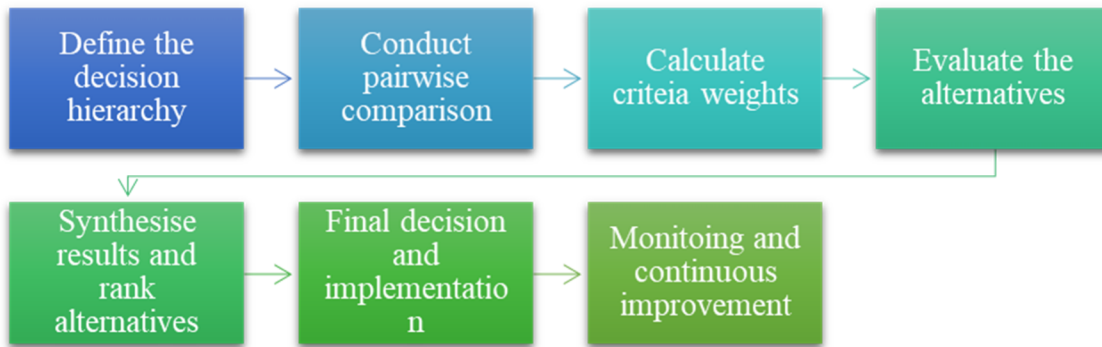 Define the
decision
hierarchy
Conduct
pairwise
comparison
Calculate
criteia weights
Evaluate the
alternatives
Synthesise
results and
rank
alternatives
Final decision
and
implementatio
n
Monitoing and
continuous
improvement